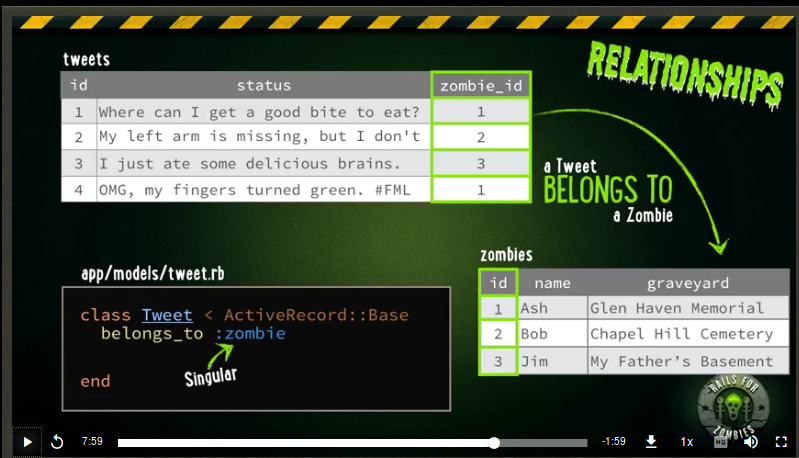 RELATIONSHIPS
tweets
id status zombie_id
1 Where can I get a good bite to eat? 1
2 My left arm is missing, but I don't 2
3 I just ate some delicious brains. 3
4 OMG, my fingers turned green. #FML 1
a Tweet
BELONGS TO
a Zombie
zombies
id name graveyard
1 Ash Glen Haven Memorial
2 Bob Chapel Hill Cemetery
3 Jim My Father's Basement
app/models/tweet.rb
class Tweet < ActiveRecord::Base
belongs_to :zombie
Singular
end
RAILS FOR
ZOMBIES
7:59 -1:59 1x HQ